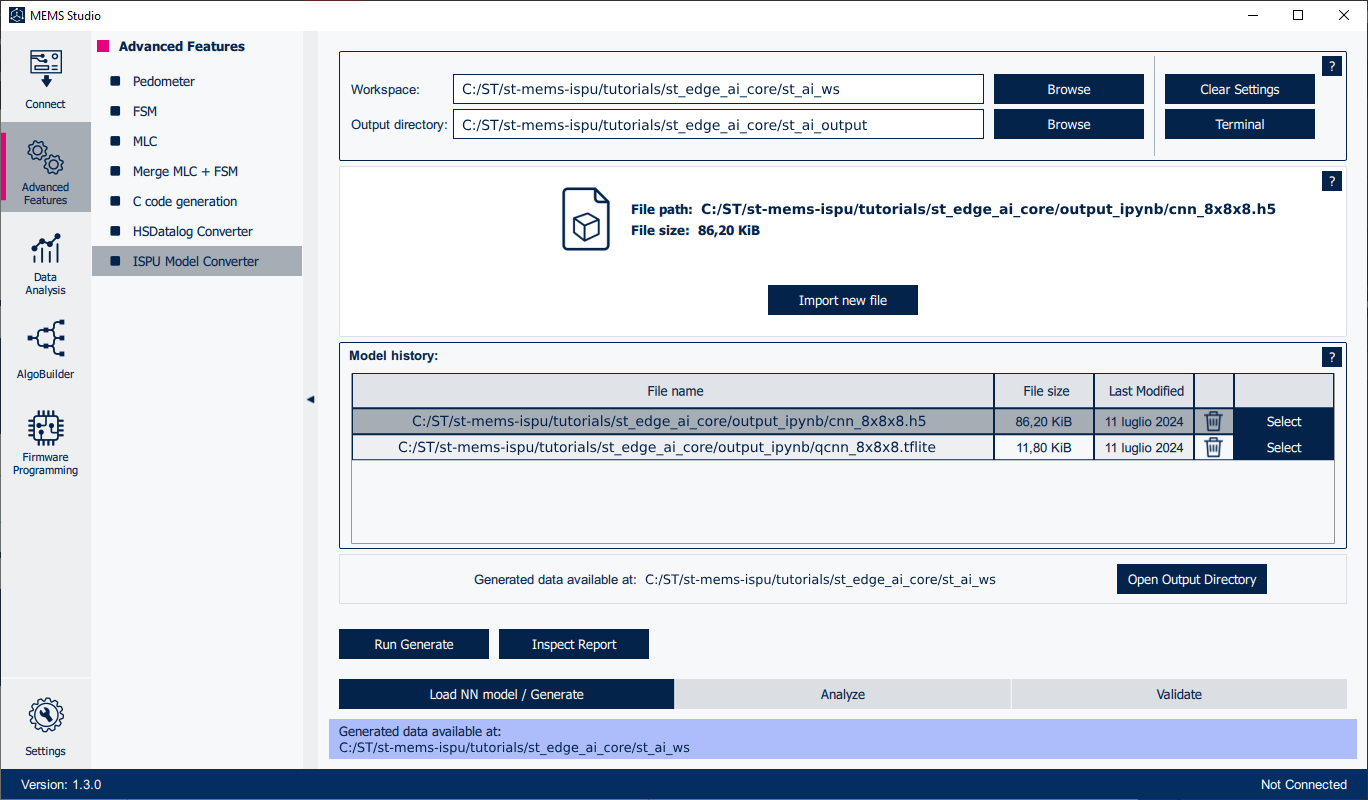 MEMS Studio
Connect
Advanced
Features
Data
Analysis
AlgoBuilder
Firmware
Programming
Settings
Advanced Features
Pedometer
FSM
MLC
Merge MLC + FSM
C code generation
HSDatalog Converter
ISPU Model Converter
?
Workspace: C:/ST/st-mems-ispu/tutorials/st_edge_ai_core/st_ai_ws Browse Clear Settings
Output directory: C:/ST/st-mems-ispu/tutorials/st_edge_ai_core/st_ai_output Browse Terminal
?
File path: C:/ST/st-mems-ispu/tutorials/st_edge_ai_core/output_ipynb/cnn_8x8x8.h5
File size: 86,20 KiB
Import new file
Model history: ?
File name File size Last Modified
C:/ST/st-mems-ispu/tutorials/st_edge_ai_core/output_ipynb/cnn_8x8x8.h5 86,20 KiB 11 luglio 2024 Select
C:/ST/st-mems-ispu/tutorials/st_edge_ai_core/output_ipynb/qcnn_8x8x8.tflite 11,80 KiB 11 luglio 2024 Select
Generated data available at: C:/ST/st-mems-ispu/tutorials/st_edge_ai_core/st_ai_ws Open Output Directory
Run Generate Inspect Report
Load NN model / Generate Analyze Validate
Generated data available at:
C:/ST/st-mems-ispu/tutorials/st_edge_ai_core/st_ai_ws
Version: 1.3.0 Not Connected